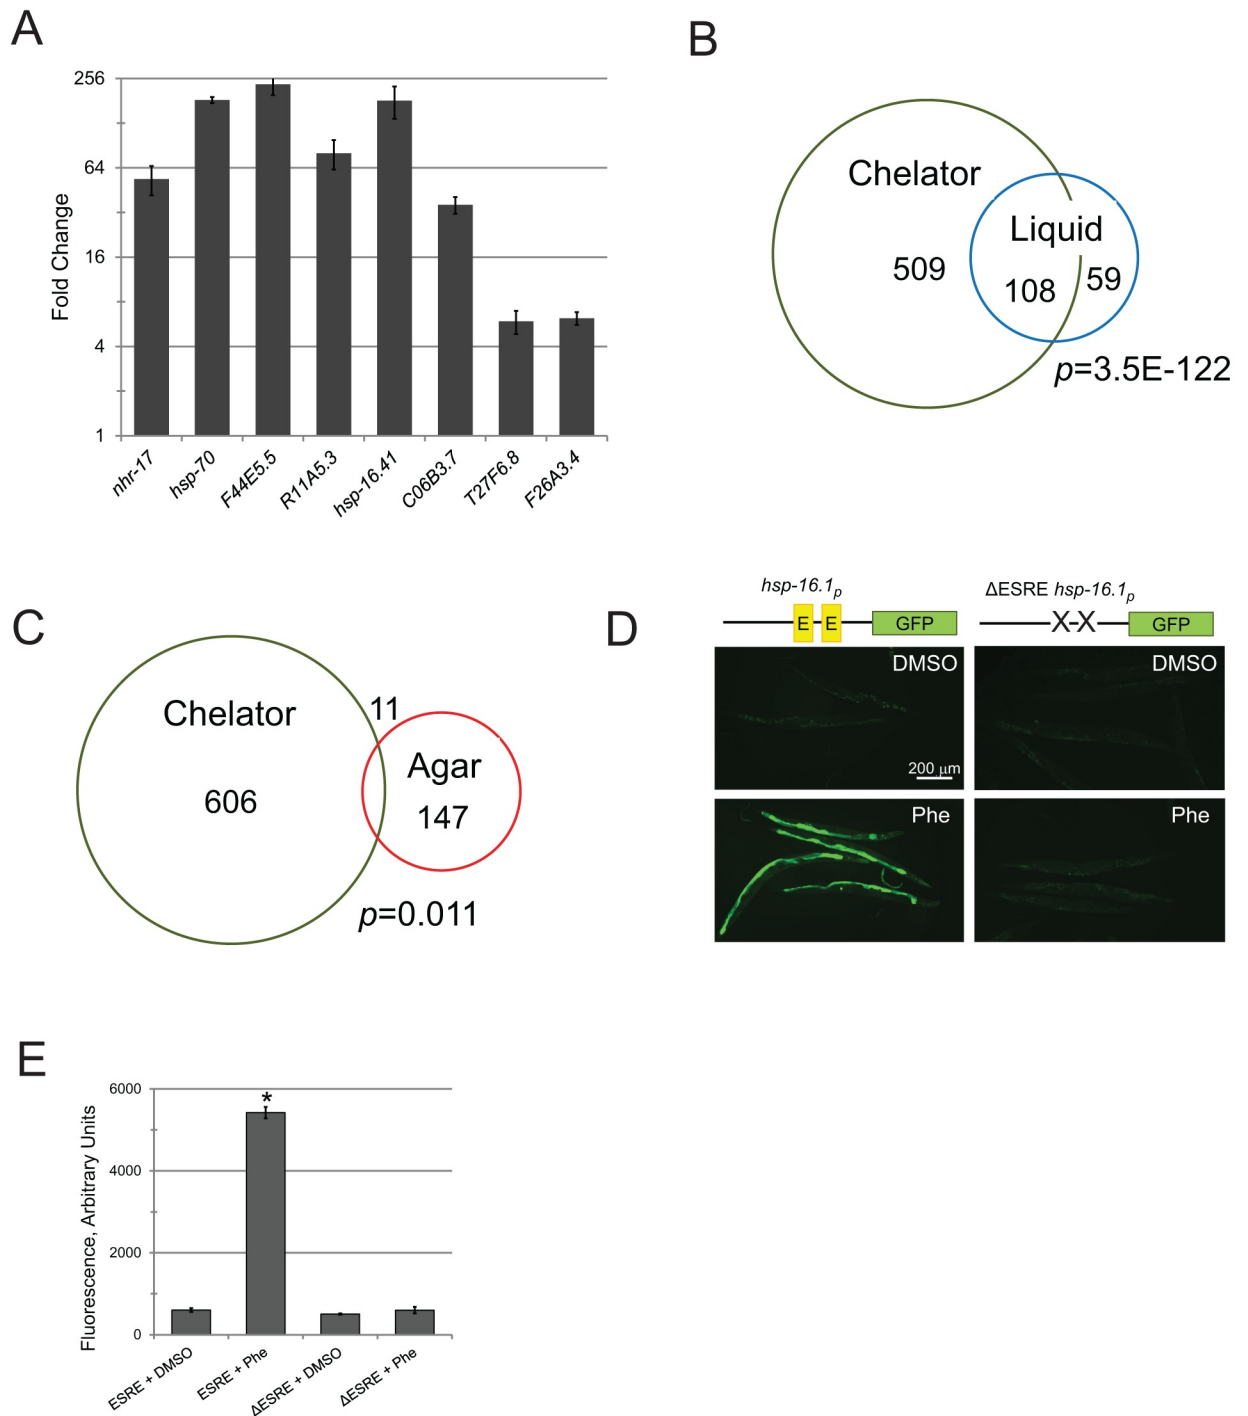 A
256
64
16
4
1
Fold Change
nhr-17
hsp-70
F44E5.5
R11A5.3
hsp-16.41
C06B3.7
T27F6.8
F26A3.4
B
Chelator
Liquid
509
108
59
p=3.5E-122
C
Chelator
11
Agar
606
147
p=0.011
D
hsp-16.1p
ΔESRE hsp-16.1p
E E GFP
X-X GFP
DMSO
DMSO
200 μm
Phe
Phe
E
6000
4000
2000
0
Fluorescence, Arbitrary Units
*
ESRE + DMSO
ESRE + Phe
ΔESRE + DMSO
ΔESRE + Phe